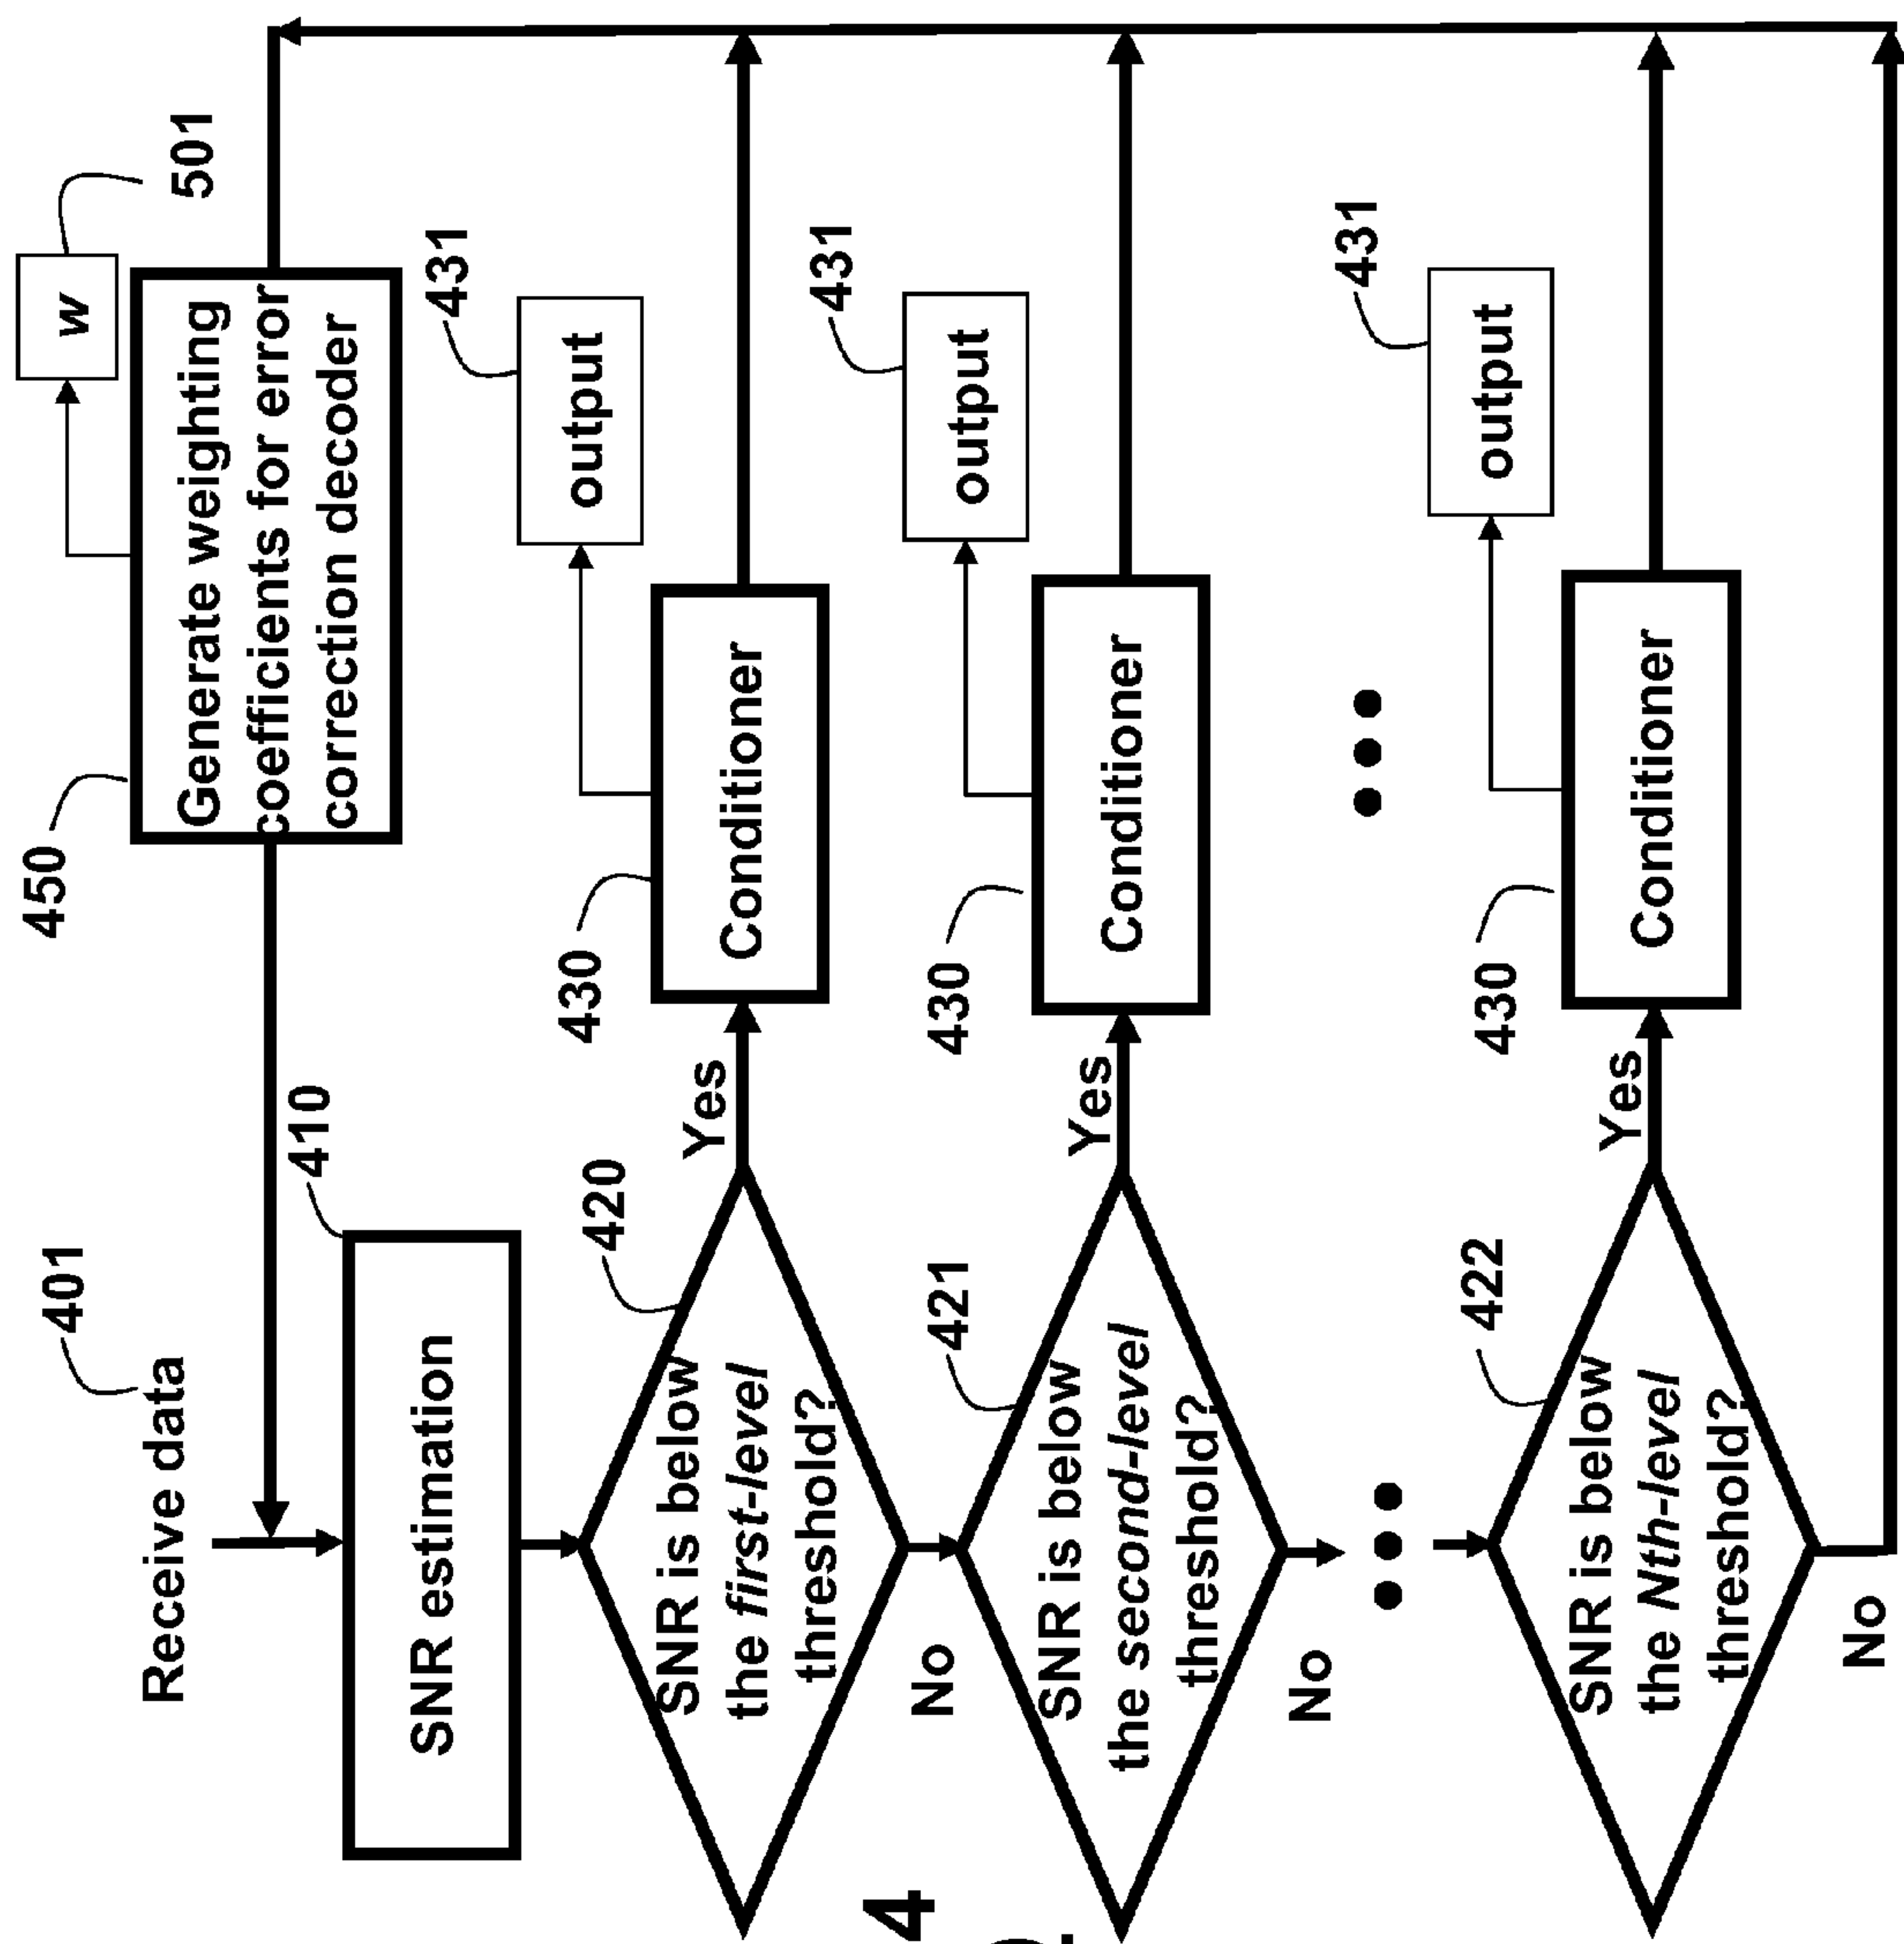 401
450
w
501
Receive data
Generate weighting
coefficients for error
correction decoder
410
SNR estimation
431
output
430
420
SNR is below
the first-level
threshold?
Yes
Conditioner
431
4
No
421
430
output
SNR is below
the second-level
threshold?
Yes
Conditioner
No
431
422
430
output
SNR is below
the Nth-level
threshold?
Yes
Conditioner
No